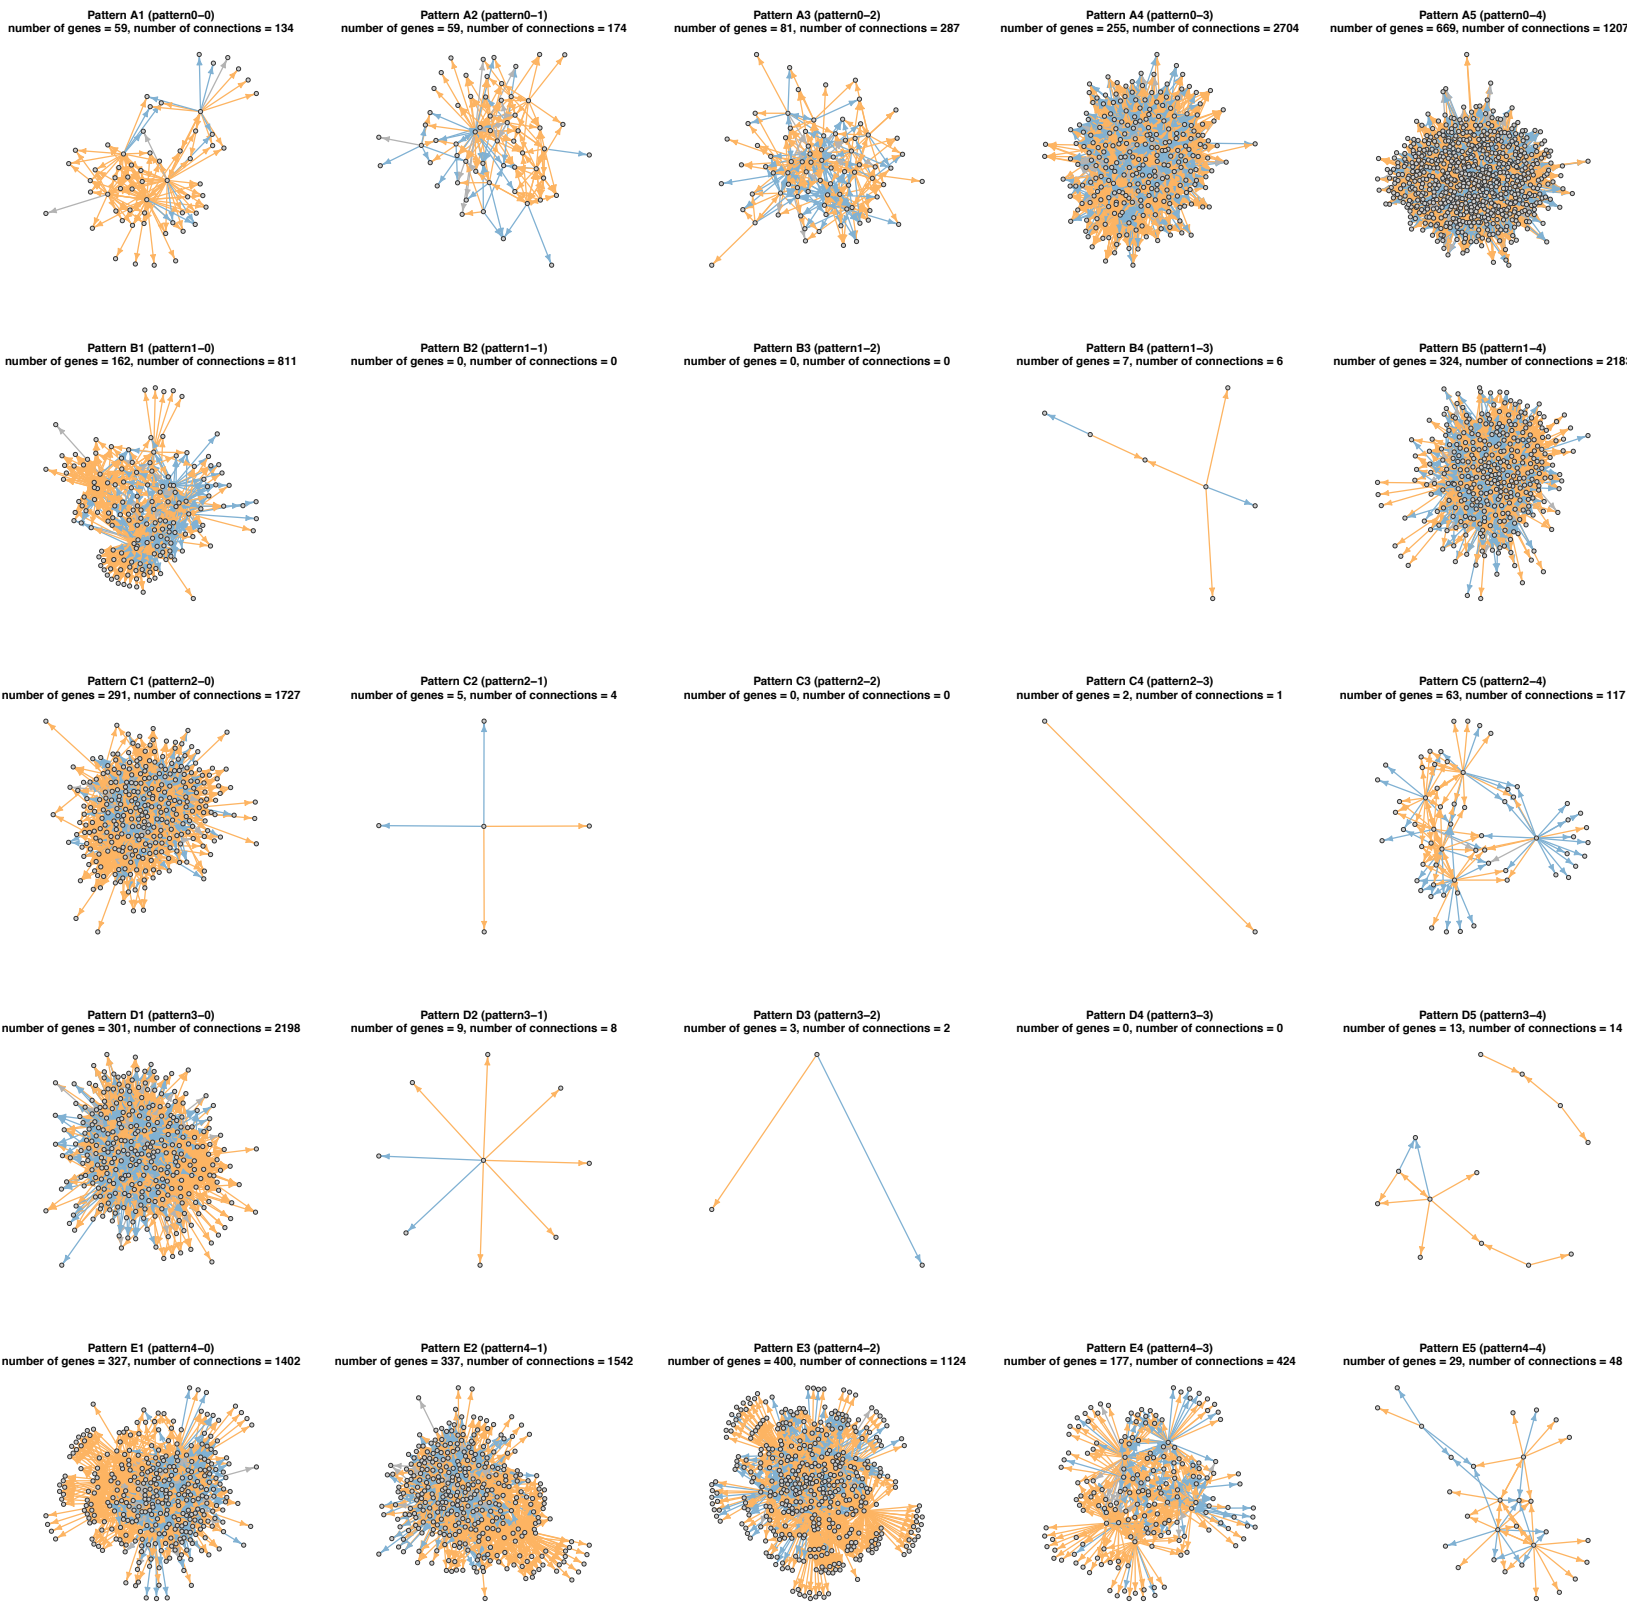 Pattern A1 (pattern0−0)
number of genes = 59, number of connections = 134
Pattern A2 (pattern0−1)
number of genes = 59, number of connections = 174
Pattern A3 (pattern0−2)
number of genes = 81, number of connections = 287
Pattern A4 (pattern0−3)
number of genes = 255, number of connections = 2704
Pattern A5 (pattern0−4)
number of genes = 669, number of connections = 1207
Pattern B1 (pattern1−0)
number of genes = 162, number of connections = 811
Pattern B2 (pattern1−1)
number of genes = 0, number of connections = 0
Pattern B3 (pattern1−2)
number of genes = 0, number of connections = 0
Pattern B4 (pattern1−3)
number of genes = 7, number of connections = 6
Pattern B5 (pattern1−4)
number of genes = 324, number of connections = 2183
Pattern C1 (pattern2−0)
number of genes = 291, number of connections = 1727
Pattern C2 (pattern2−1)
number of genes = 5, number of connections = 4
Pattern C3 (pattern2−2)
number of genes = 0, number of connections = 0
Pattern C4 (pattern2−3)
number of genes = 2, number of connections = 1
Pattern C5 (pattern2−4)
number of genes = 63, number of connections = 117
Pattern D1 (pattern3−0)
number of genes = 301, number of connections = 2198
Pattern D2 (pattern3−1)
number of genes = 9, number of connections = 8
Pattern D3 (pattern3−2)
number of genes = 3, number of connections = 2
Pattern D4 (pattern3−3)
number of genes = 0, number of connections = 0
Pattern D5 (pattern3−4)
number of genes = 13, number of connections = 14
Pattern E1 (pattern4−0)
number of genes = 327, number of connections = 1402
Pattern E2 (pattern4−1)
number of genes = 337, number of connections = 1542
Pattern E3 (pattern4−2)
number of genes = 400, number of connections = 1124
Pattern E4 (pattern4−3)
number of genes = 177, number of connections = 424
Pattern E5 (pattern4−4)
number of genes = 29, number of connections = 48